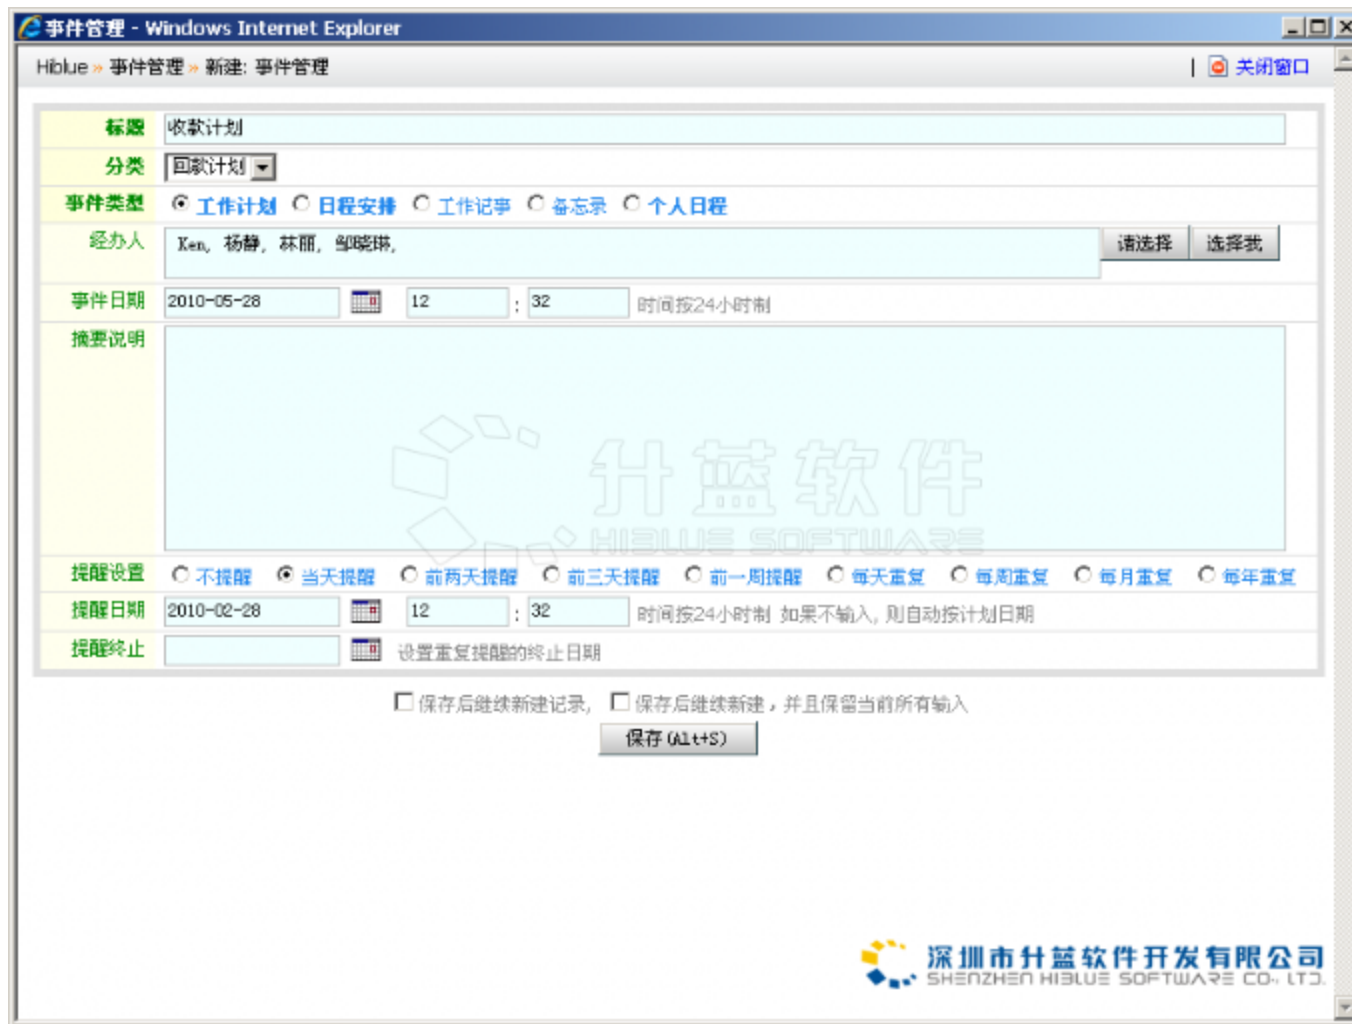 事件管理 - Windows Internet Explorer
Hiblue » 事件管理 » 新建: 事件管理 | 关闭窗口
标题 收款计划
分类 回款计划
事件类型 工作计划 日程安排 工作记事 备忘录 个人日程
经办人 Ken, 杨静, 林丽, 邹晓琳, 请选择 选择我
事件日期 2010-05-28 12 : 32 时间按24小时制
摘要说明
升蓝软件
HIBLUE SOFTWARE
提醒设置 不提醒 当天提醒 前两天提醒 前三天提醒 前一周提醒 每天重复 每周重复 每月重复 每年重复
提醒日期 2010-02-28 12 : 32 时间按24小时制 如果不输入, 则自动按计划日期
提醒终止 设置重复提醒的终止日期
保存后继续新建记录, 保存后继续新建，并且保留当前所有输入
保存(Alt+S)
深圳市升蓝软件开发有限公司
SHENZHEN HIBLUE SOFTWARE CO., LTD.